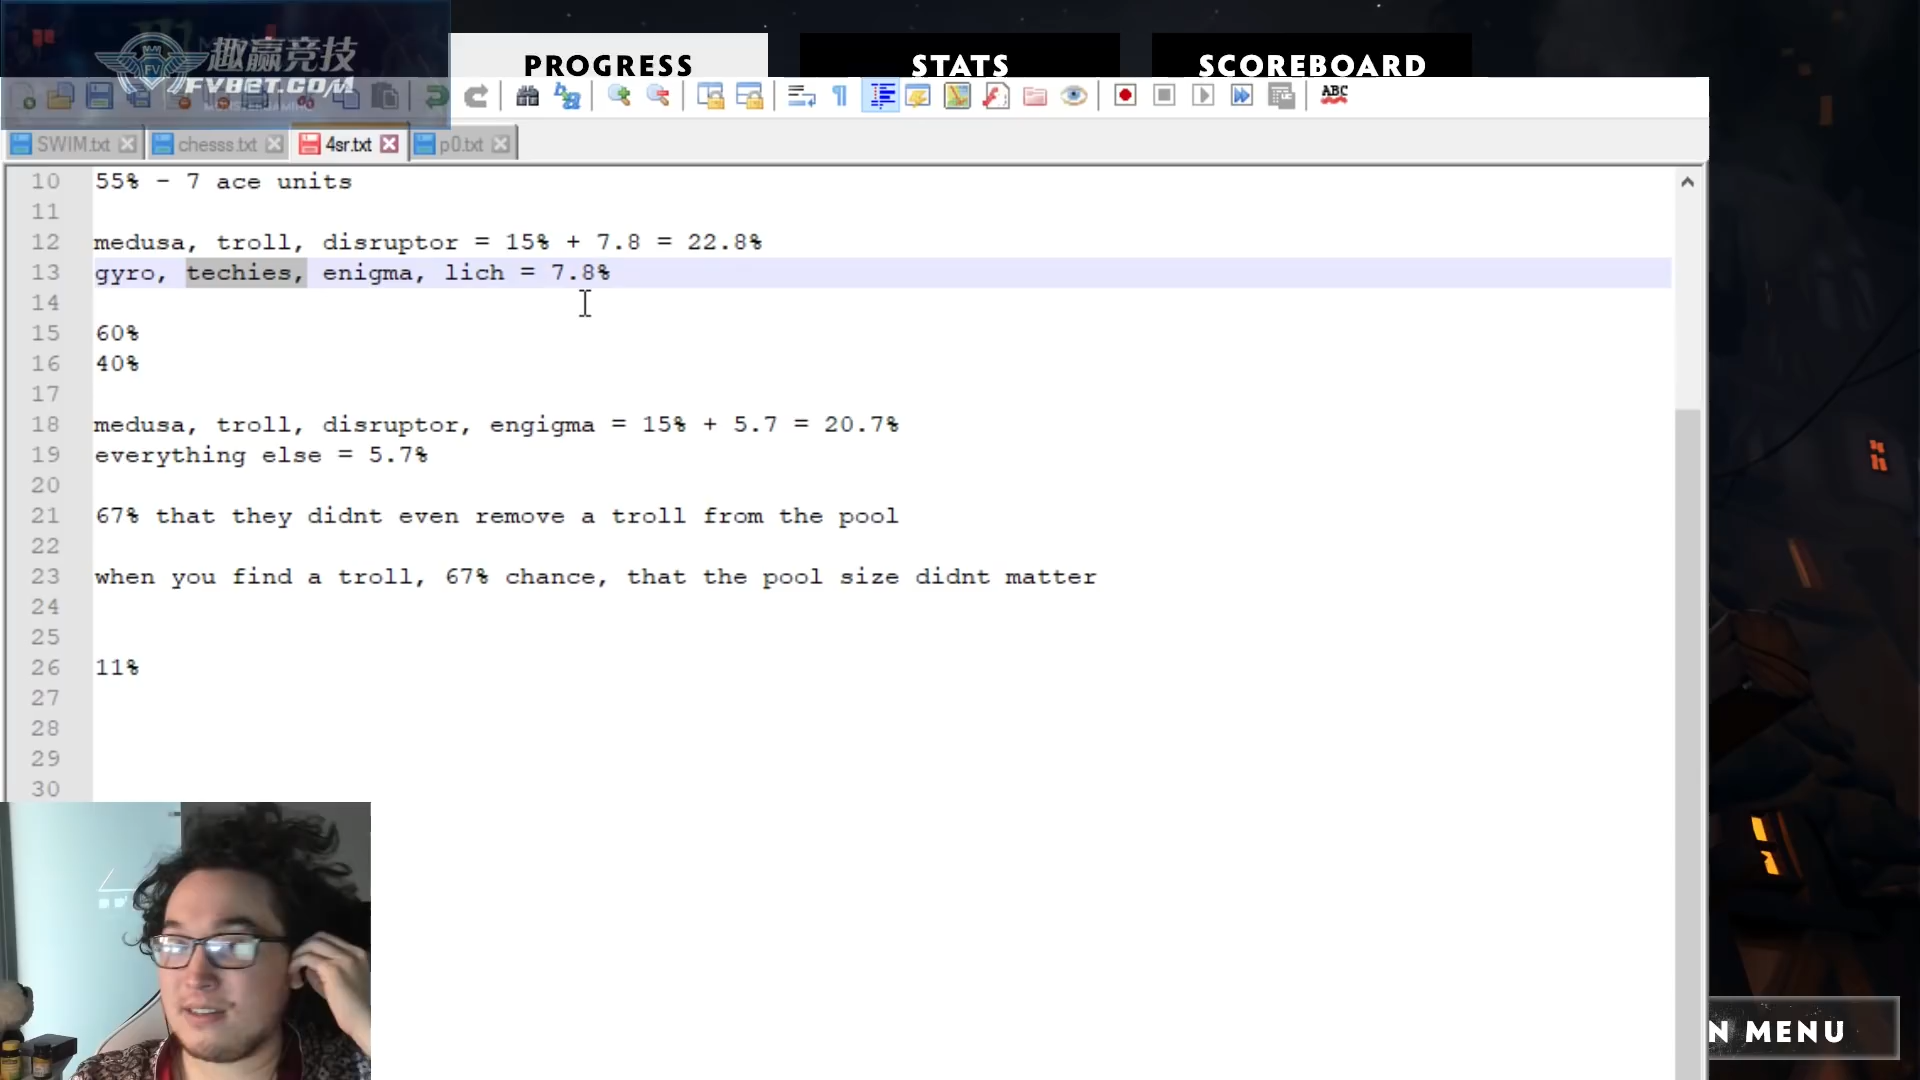 趣赢竞技
FVBET.COM
PROGRESS
STATS
SCOREBOARD
ABC
SWIM.txt
chesss.txt
4sr.txt
p0.txt
10 55% - 7 ace units
11
12 medusa, troll, disruptor = 15% + 7.8 = 22.8%
13 gyro, techies, enigma, lich = 7.8%
14
15 60%
16 40%
17
18 medusa, troll, disruptor, engigma = 15% + 5.7 = 20.7%
19 everything else = 5.7%
20
21 67% that they didnt even remove a troll from the pool
22
23 when you find a troll, 67% chance, that the pool size didnt matter
24
25
26 11%
27
28
29
30
N MENU